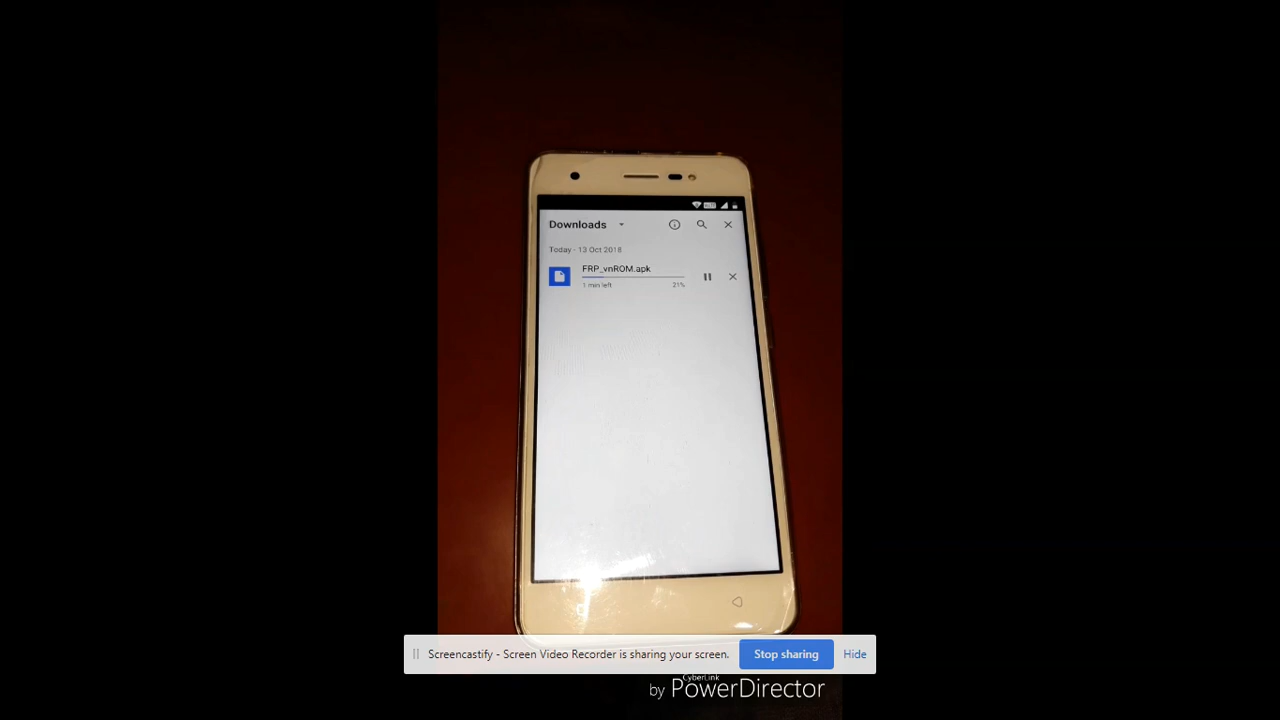 Downloads
Today - 13 Oct 2018
FRP_vnROM.apk
1 min left
21%
Screencastify - Screen Video Recorder is sharing your screen.
Stop sharing
Hide
CyberLink
by PowerDirector